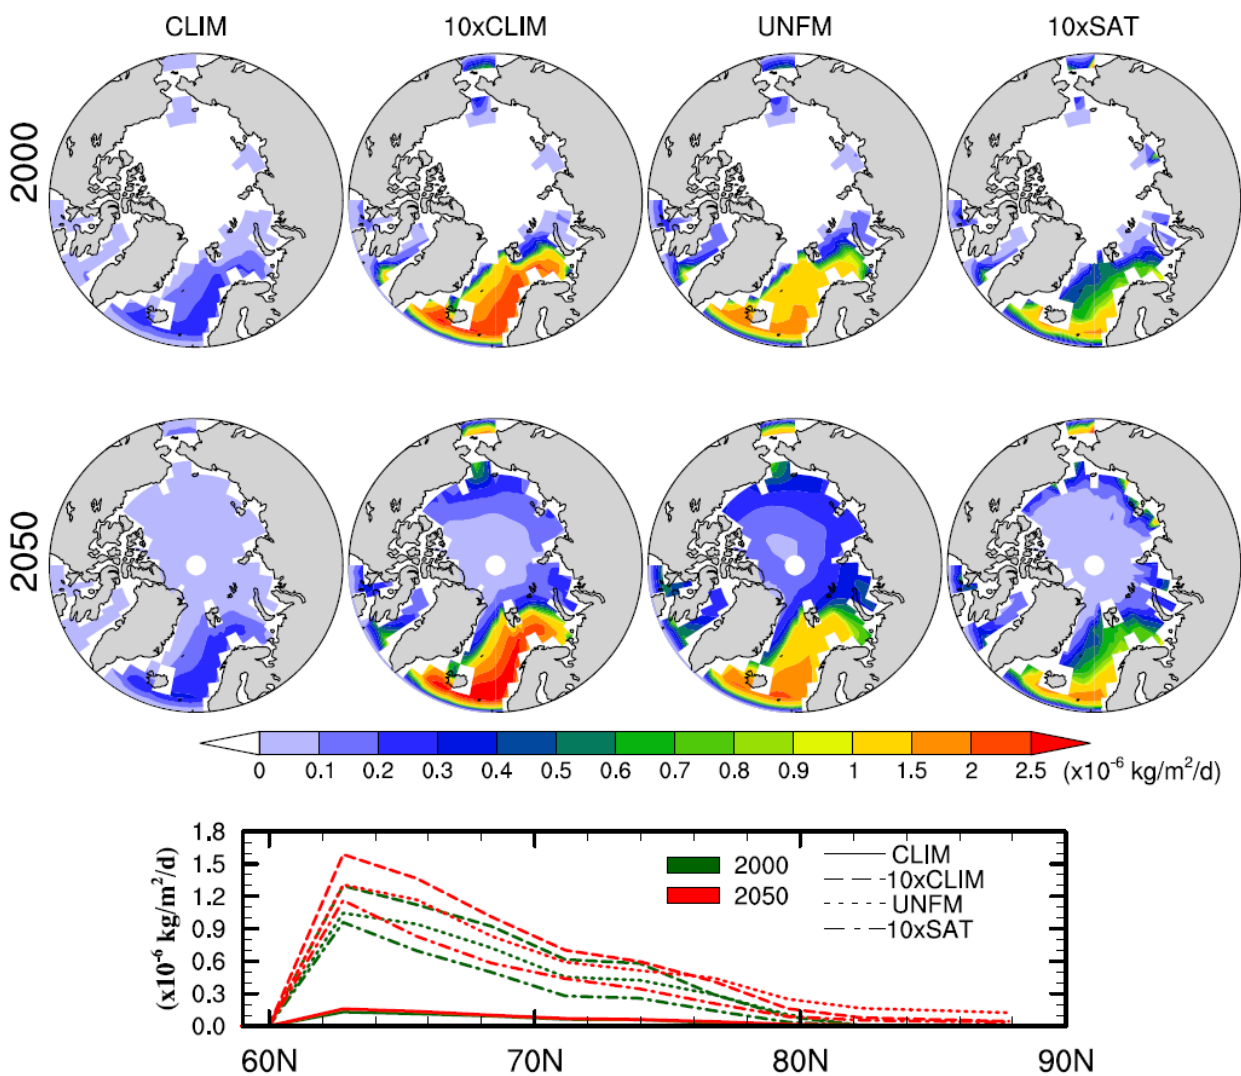 CLIM 10xCLIM UNFM 10xSAT
2000
2050
0 0.1 0.2 0.3 0.4 0.5 0.6 0.7 0.8 0.9 1 1.5 2 2.5 (x10⁻⁶ kg/m²/d)
(x10⁻⁶ kg/m²/d)
1.8
1.5
1.2
0.9
0.6
0.3
0.0
2000
2050
CLIM
10xCLIM
UNFM
10xSAT
60N 70N 80N 90N